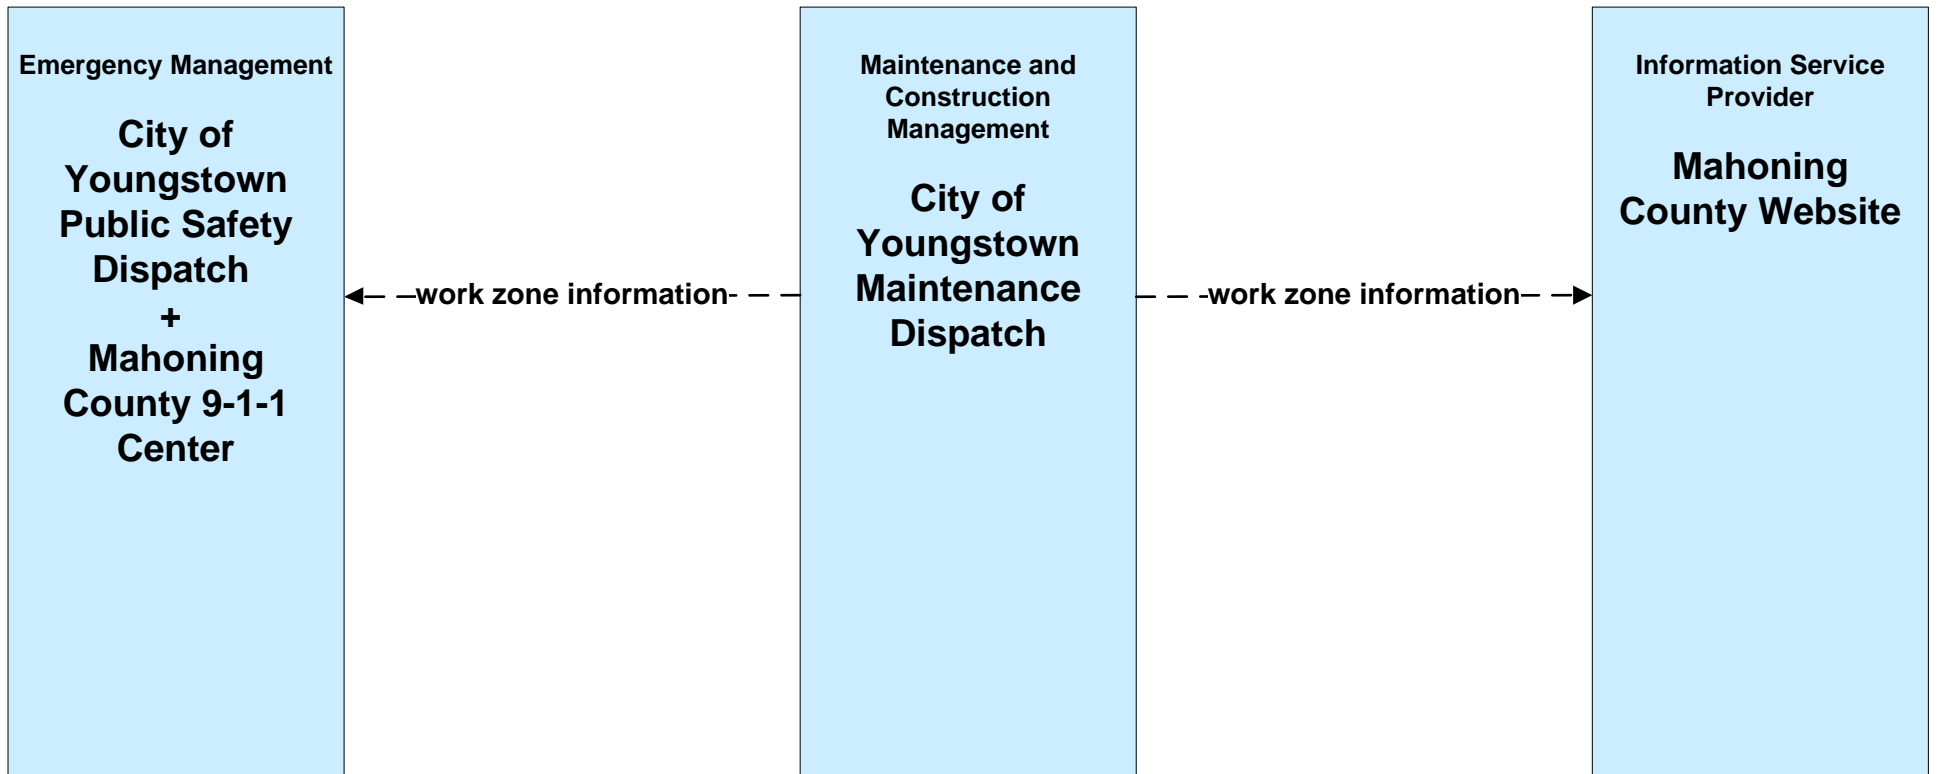 Emergency Management
City of
Youngstown
Public Safety
Dispatch
+
Mahoning
County 9-1-1
Center
work zone information
Maintenance and
Construction
Management
City of
Youngstown
Maintenance
Dispatch
work zone information
Information Service
Provider
Mahoning
County Website